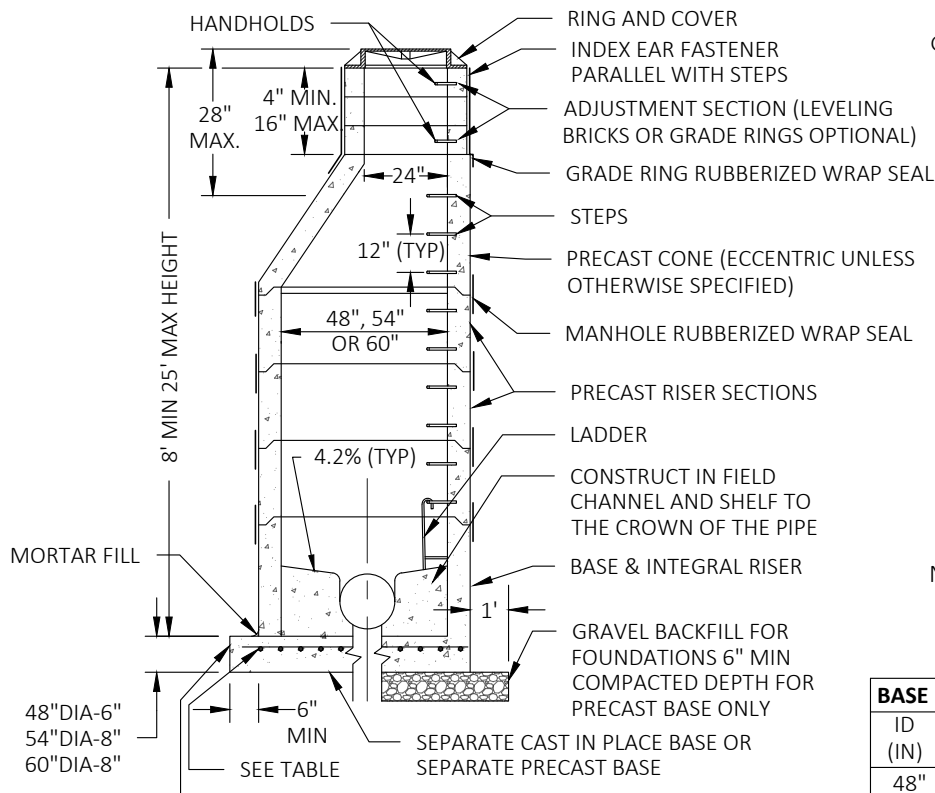 HANDHOLDS
28"
MAX.
4" MIN.
16" MAX.
24"
12" (TYP)
48", 54"
OR 60"
8' MIN 25' MAX HEIGHT
4.2% (TYP)
MORTAR FILL
1'
48"DIA-6"
54"DIA-8"
60"DIA-8"
6"
MIN
SEE TABLE
RING AND COVER
INDEX EAR FASTENER
PARALLEL WITH STEPS
ADJUSTMENT SECTION (LEVELING
BRICKS OR GRADE RINGS OPTIONAL)
GRADE RING RUBBERIZED WRAP SEAL
STEPS
PRECAST CONE (ECCENTRIC UNLESS
OTHERWISE SPECIFIED)
MANHOLE RUBBERIZED WRAP SEAL
PRECAST RISER SECTIONS
LADDER
CONSTRUCT IN FIELD
CHANNEL AND SHELF TO
THE CROWN OF THE PIPE
BASE & INTEGRAL RISER
GRAVEL BACKFILL FOR
FOUNDATIONS 6" MIN
COMPACTED DEPTH FOR
PRECAST BASE ONLY
SEPARATE CAST IN PLACE BASE OR
SEPARATE PRECAST BASE
BASE
ID
(IN)
48"